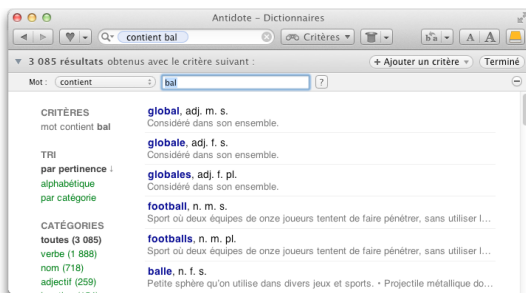 Antidote – Dictionnaires
contient bal
Critères
A A
3 085 résultats obtenus avec le critère suivant :
+ Ajouter un critère
Terminé
Mot : contient bal ?
CRITÈRES
mot contient bal
TRI
par pertinence ↓
alphabétique
par catégorie
CATÉGORIES
toutes (3 085)
verbe (1 888)
nom (718)
adjectif (259)
global, adj. m. s.
Considéré dans son ensemble.
globale, adj. f. s.
Considéré dans son ensemble.
globales, adj. f. pl.
Considéré dans son ensemble.
football, n. m. s.
Sport où deux équipes de onze joueurs tentent de faire pénétrer, sans utiliser l…
footballs, n. m. pl.
Sport où deux équipes de onze joueurs tentent de faire pénétrer, sans utiliser l…
balle, n. f. s.
Petite sphère qu'on utilise dans divers jeux et sports. • Projectile métallique do…